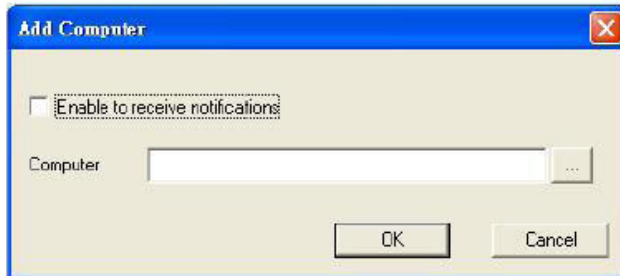 Add Computer
Enable to receive notifications
Computer
...
OK
Cancel